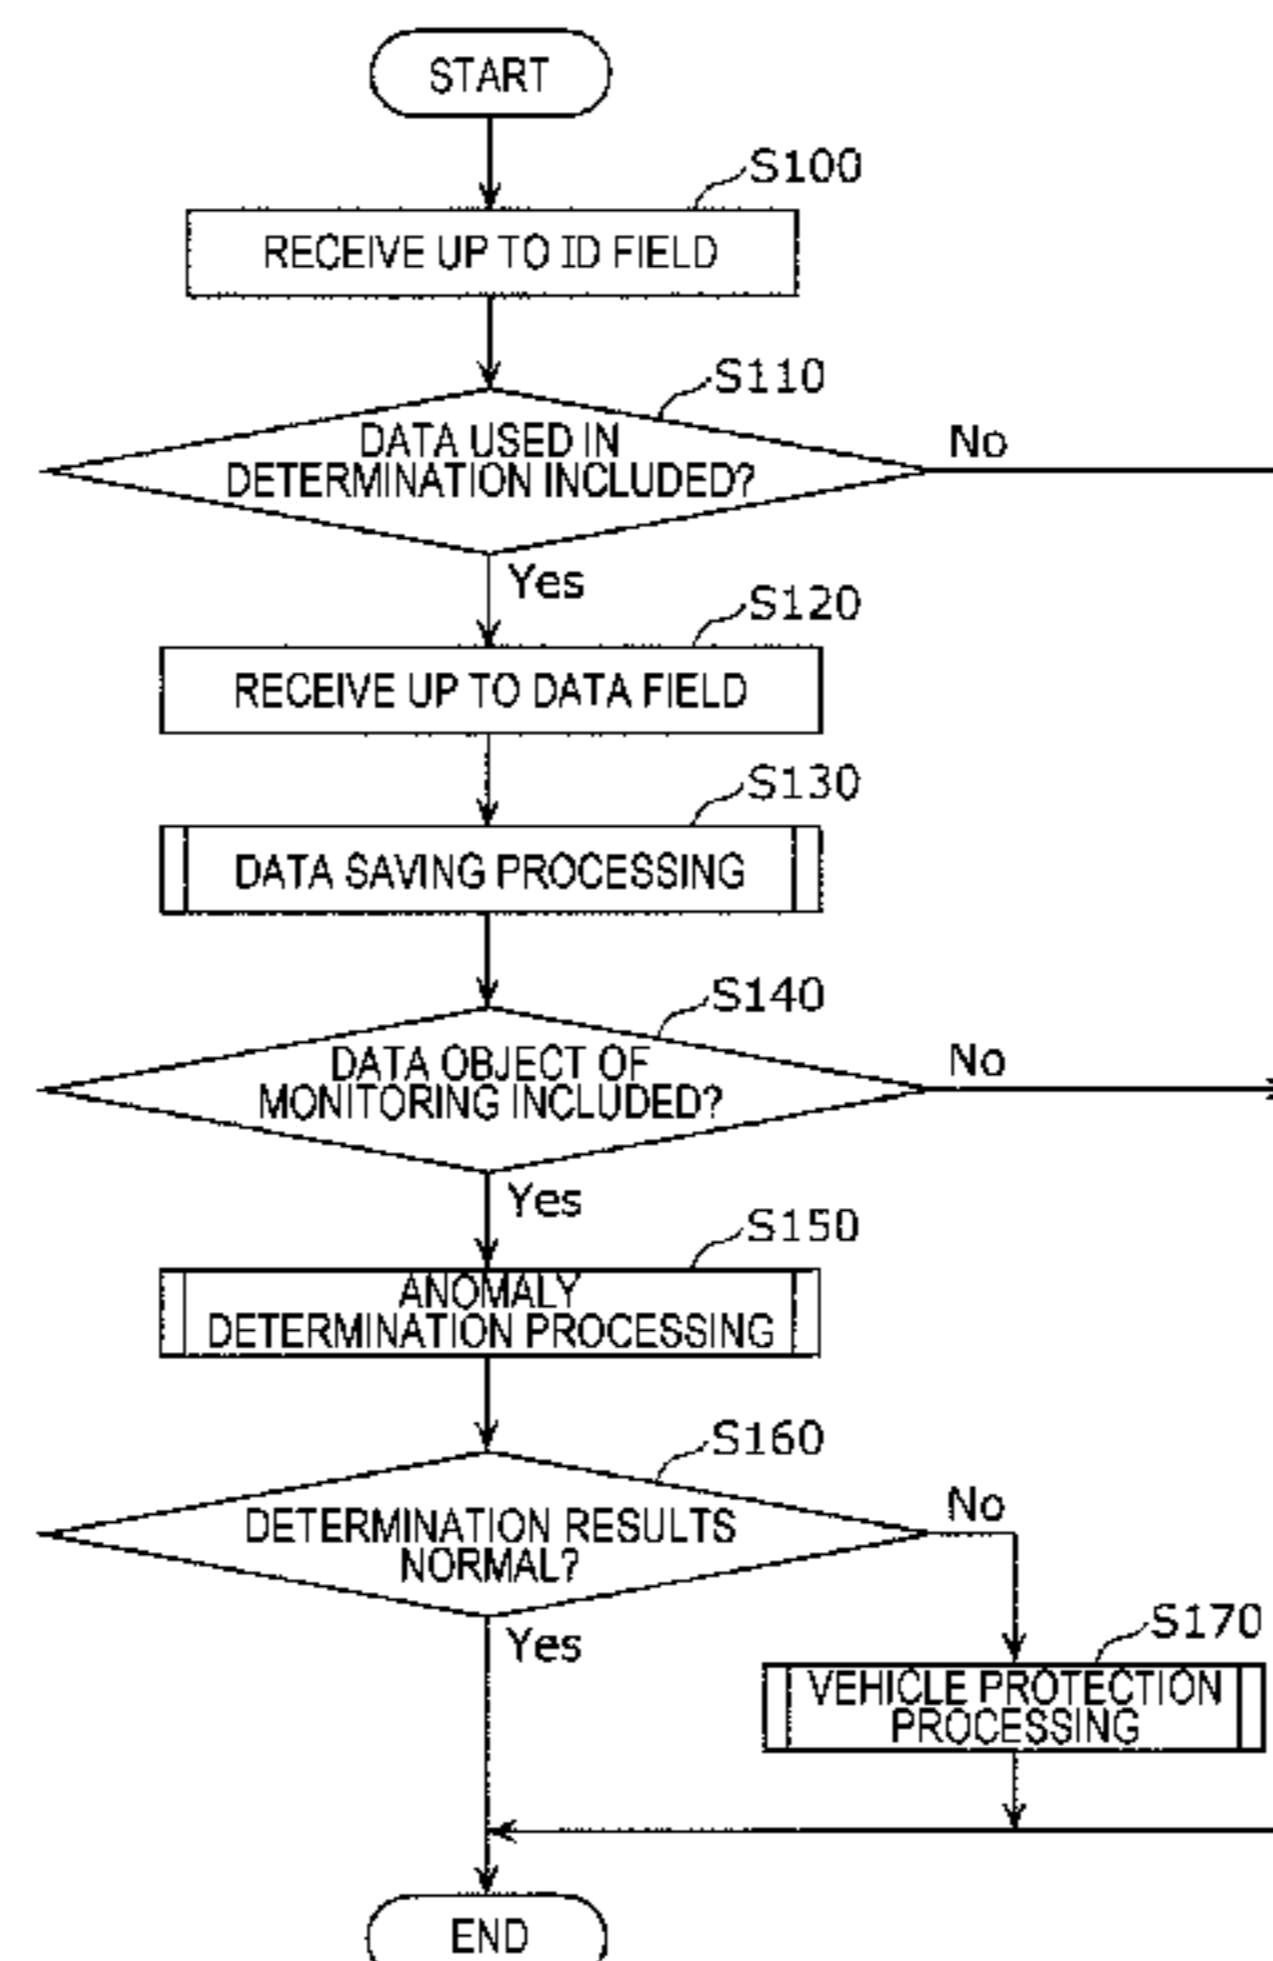 START
S100
RECEIVE UP TO ID FIELD
S110
DATA USED IN
DETERMINATION INCLUDED?
No
Yes
S120
RECEIVE UP TO DATA FIELD
S130
DATA SAVING PROCESSING
S140
DATA OBJECT OF
MONITORING INCLUDED?
No
Yes
S150
ANOMALY
DETERMINATION PROCESSING
S160
DETERMINATION RESULTS
NORMAL?
No
Yes
S170
VEHICLE PROTECTION
PROCESSING
END